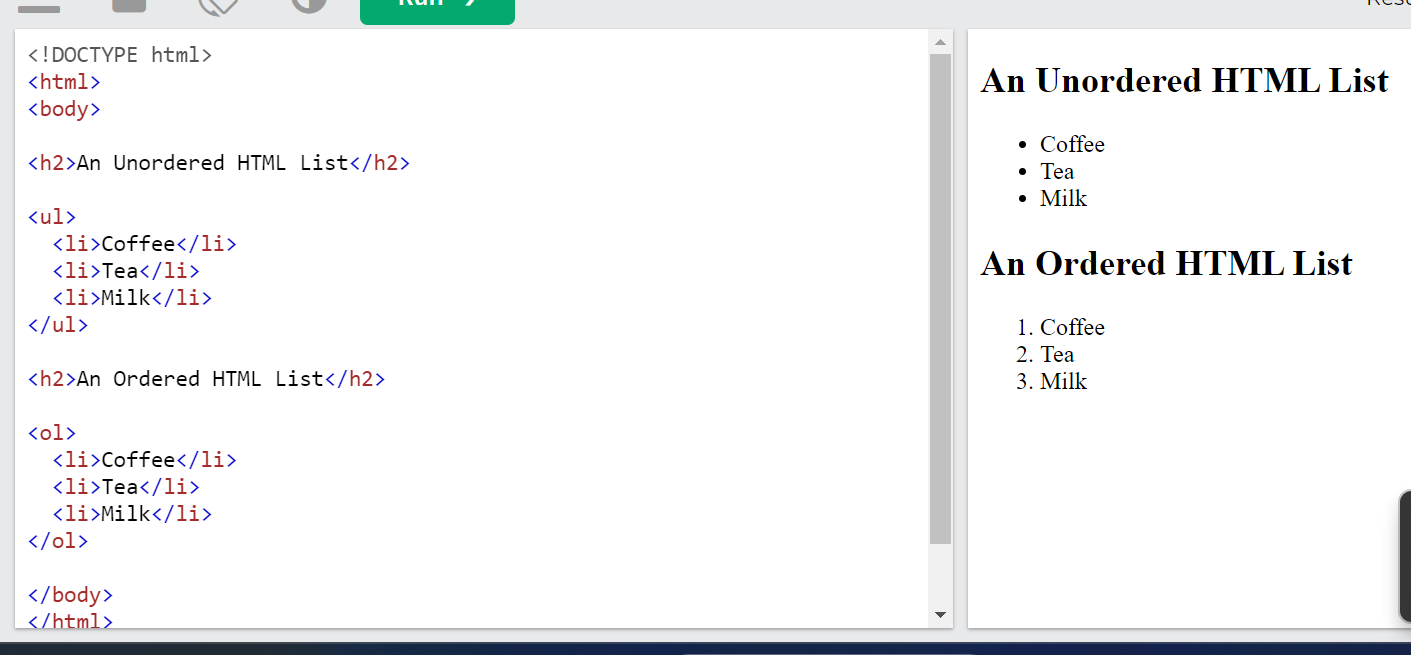 Run ❯
<!DOCTYPE html>
<html>
<body>
<h2>An Unordered HTML List</h2>
<ul>
  <li>Coffee</li>
  <li>Tea</li>
  <li>Milk</li>
</ul>
<h2>An Ordered HTML List</h2>
<ol>
  <li>Coffee</li>
  <li>Tea</li>
  <li>Milk</li>
</ol>
</body>
</html>
An Unordered HTML List
• Coffee
• Tea
• Milk
An Ordered HTML List
1. Coffee
2. Tea
3. Milk